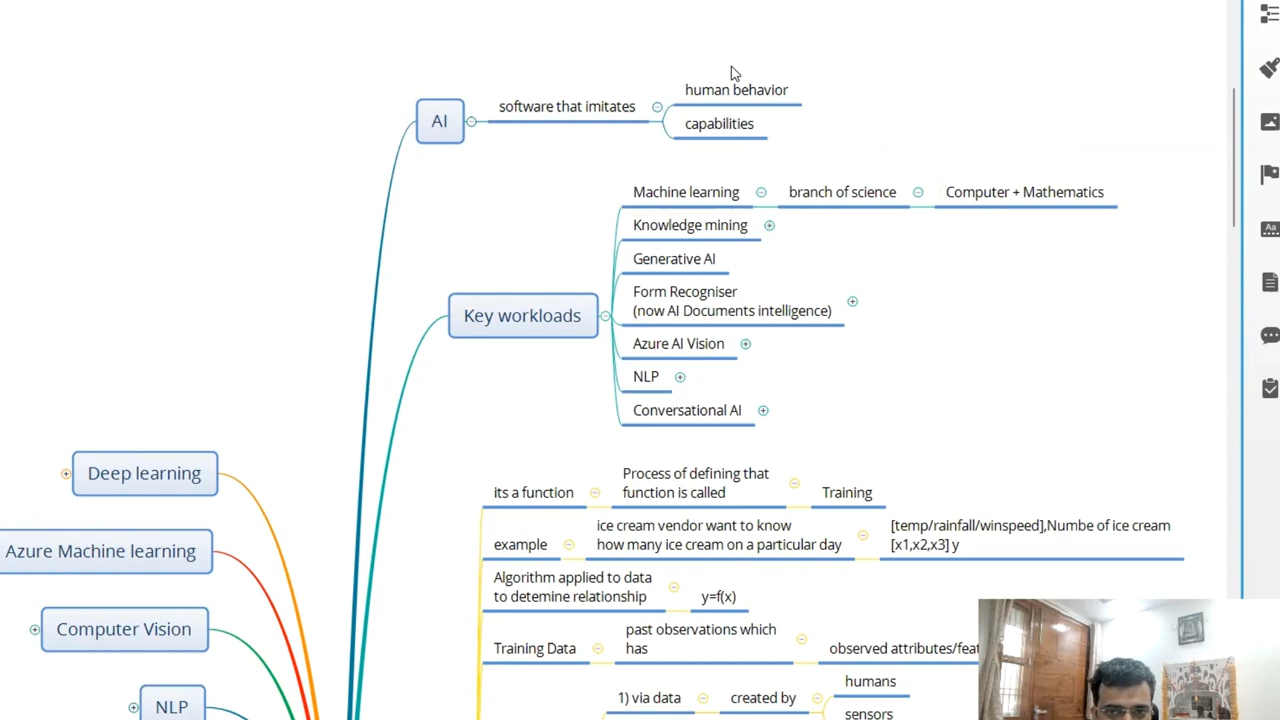 human behavior
software that imitates
AI
capabilities
Machine learning
branch of science
Computer + Mathematics
Knowledge mining
Generative AI
Form Recogniser
(now AI Documents intelligence)
Key workloads
Azure AI Vision
NLP
Conversational AI
Deep learning
Azure Machine learning
Computer Vision
NLP
its a function
Process of defining that
function is called
Training
example
ice cream vendor want to know
how many ice cream on a particular day
[temp/rainfall/winspeed],Numbe of ice cream
[x1,x2,x3] y
Algorithm applied to data
to detemine relationship
y=f(x)
Training Data
past observations which
has
observed attributes/feat
1) via data
created by
humans
sensors
Aa